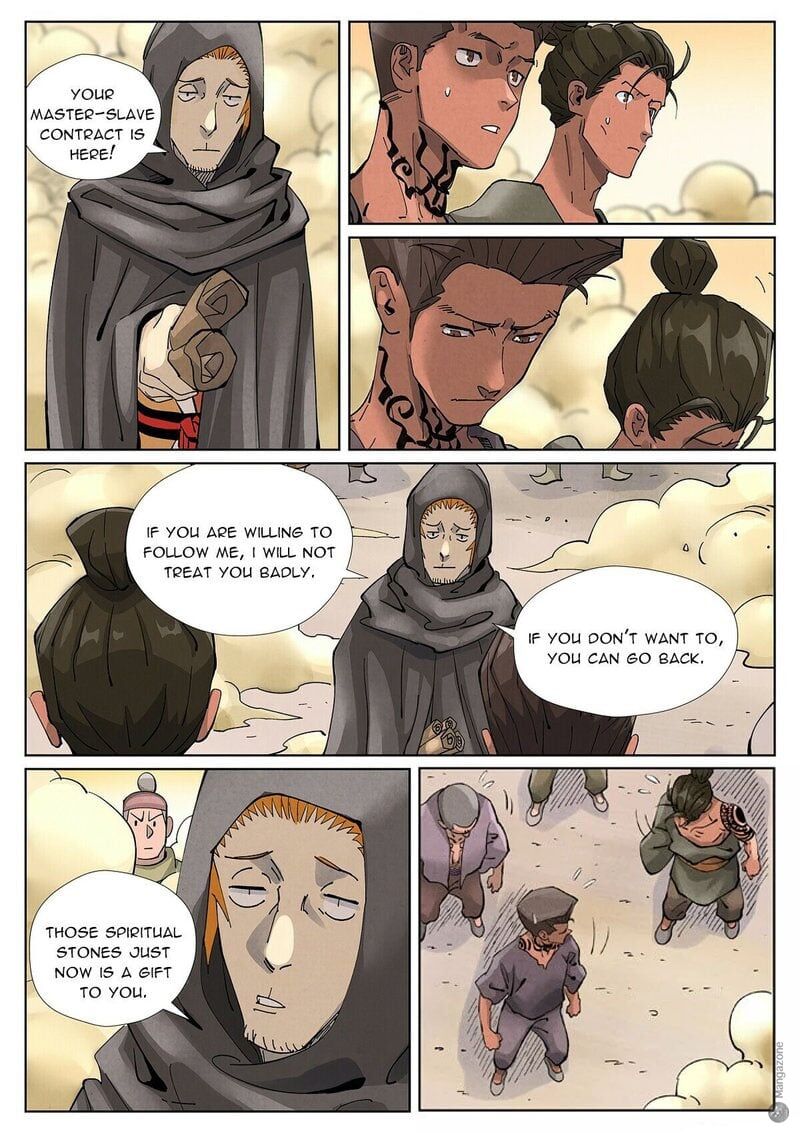 YOUR
MASTER-SLAVE
CONTRACT IS
HERE!
IF YOU ARE WILLING TO
FOLLOW ME, I WILL NOT
TREAT YOU BADLY.
IF YOU DON'T WANT TO,
YOU CAN GO BACK.
THOSE SPIRITUAL
STONES JUST
NOW IS A GIFT
TO YOU.
Mangazone